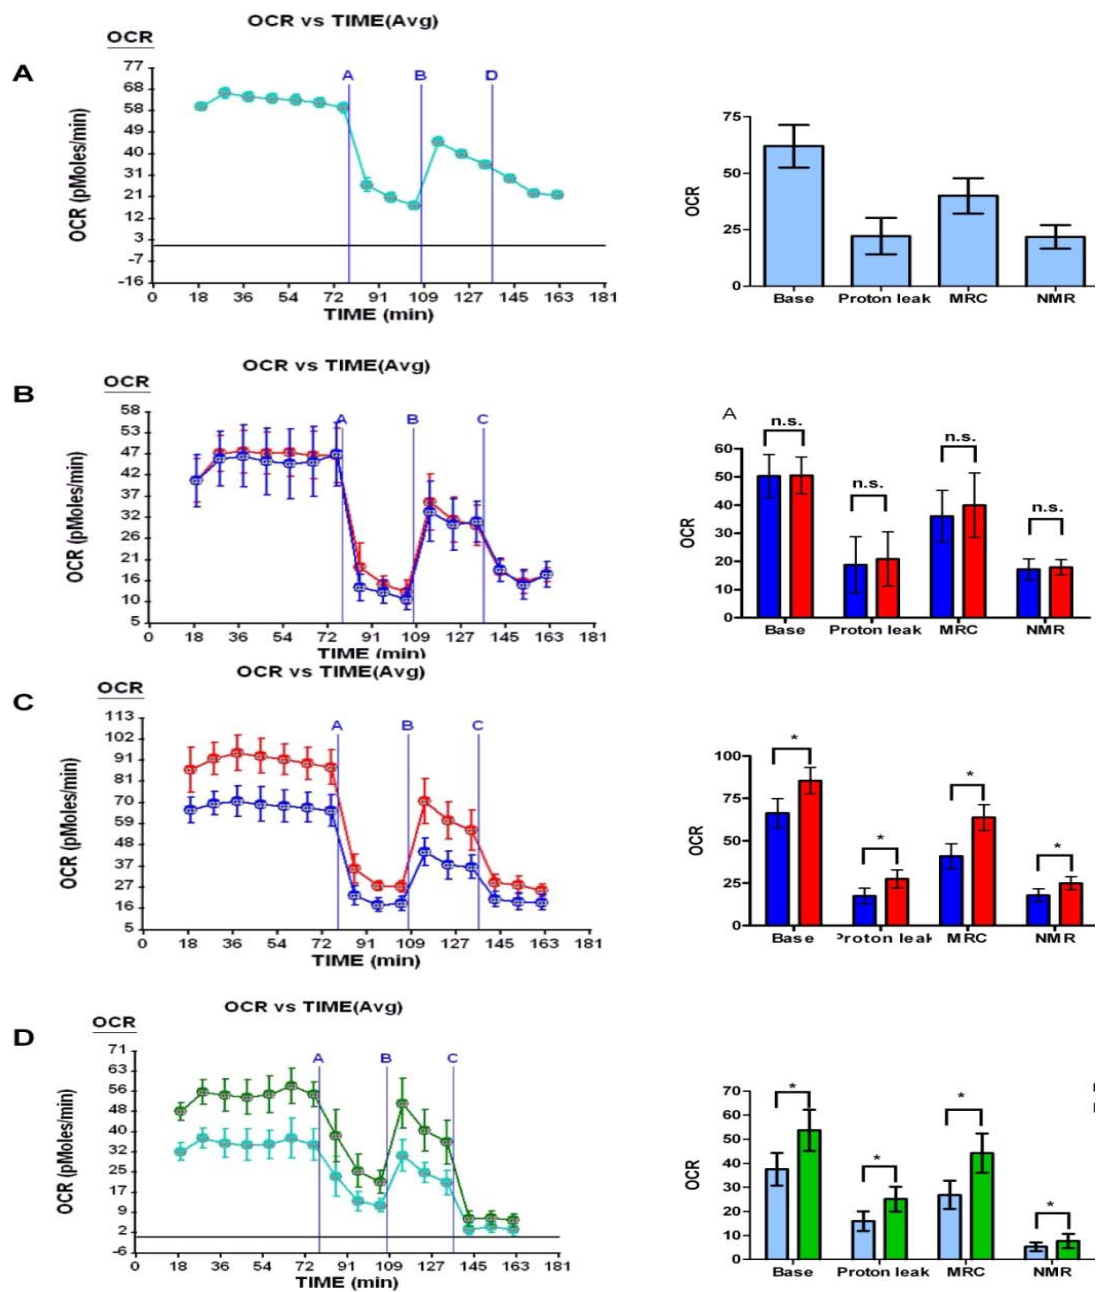 OCR vs TIME(Avg)
OCR
A
77
68
58
49
40
31
21
12
3
-7
-16
OCR (pMoles/min)
A
B
D
0
18
36
54
72
91
109
127
145
163
181
TIME (min)
75
50
25
0
OCR
Base
Proton leak
MRC
NMR
OCR vs TIME(Avg)
OCR
B
58
53
47
42
37
32
26
21
16
10
5
OCR (pMoles/min)
A
B
C
0
18
36
54
72
91
109
127
145
163
181
TIME (min)
A
60
50
40
30
20
10
0
OCR
n.s.
n.s.
n.s.
n.s.
Base
Proton leak
MRC
NMR
OCR vs TIME(Avg)
OCR
C
113
102
91
81
70
59
48
37
27
16
5
OCR (pMoles/min)
A
B
C
0
18
36
54
72
91
109
127
145
163
181
TIME (min)
100
75
50
25
0
OCR
*
*
*
*
Base
Proton leak
MRC
NMR
OCR vs TIME(Avg)
OCR
D
71
63
56
48
40
32
25
17
9
2
-6
OCR (pMoles/min)
A
B
C
0
18
36
54
72
91
109
127
145
163
181
TIME (min)
70
60
50
40
30
20
10
0
OCR
*
*
*
*
Base
Proton leak
MRC
NMR